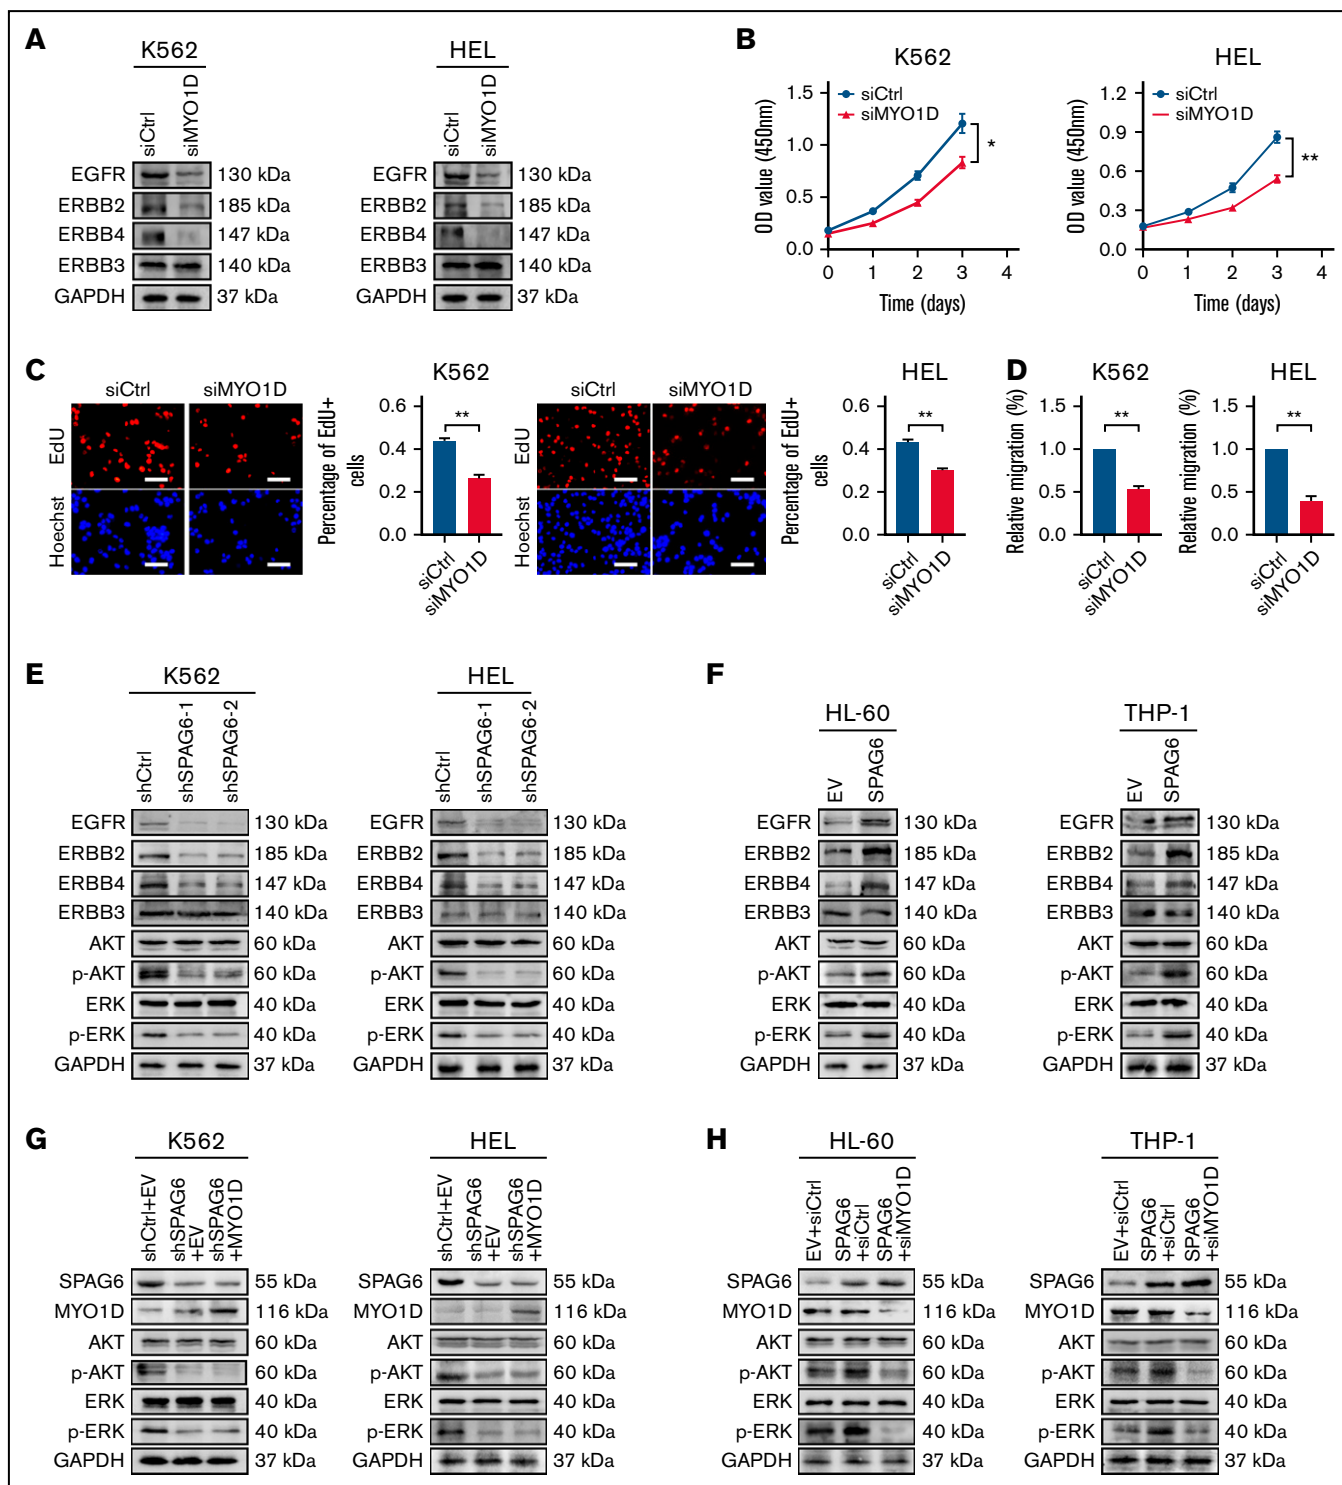 A
K562
siCtrl
siMYO1D
EGFR 130 kDa
ERBB2 185 kDa
ERBB4 147 kDa
ERBB3 140 kDa
GAPDH 37 kDa
HEL
siCtrl
siMYO1D
EGFR 130 kDa
ERBB2 185 kDa
ERBB4 147 kDa
ERBB3 140 kDa
GAPDH 37 kDa
B
K562
OD value (450nm)
1.5
1.0
0.5
0.0
siCtrl
siMYO1D
*
0 1 2 3 4
Time (days)
HEL
OD value (450nm)
1.2
0.9
0.6
0.3
0.0
siCtrl
siMYO1D
**
0 1 2 3 4
Time (days)
C
siCtrl siMYO1D
EdU
Hoechst
K562
Percentage of EdU+
cells
0.6
0.4
0.2
0.0
**
siCtrl
siMYO1D
siCtrl siMYO1D
EdU
Hoechst
HEL
Percentage of EdU+
cells
0.6
0.4
0.2
0.0
**
siCtrl
siMYO1D
D
K562
Relative migration (%)
1.5
1.0
0.5
0.0
**
siCtrl
siMYO1D
HEL
Relative migration (%)
1.5
1.0
0.5
0.0
**
siCtrl
siMYO1D
E
K562
shCtrl
shSPAG6-1
shSPAG6-2
EGFR 130 kDa
ERBB2 185 kDa
ERBB4 147 kDa
ERBB3 140 kDa
AKT 60 kDa
p-AKT 60 kDa
ERK 40 kDa
p-ERK 40 kDa
GAPDH 37 kDa
HEL
shCtrl
shSPAG6-1
shSPAG6-2
EGFR 130 kDa
ERBB2 185 kDa
ERBB4 147 kDa
ERBB3 140 kDa
AKT 60 kDa
p-AKT 60 kDa
ERK 40 kDa
p-ERK 40 kDa
GAPDH 37 kDa
F
HL-60
EV
SPAG6
EGFR 130 kDa
ERBB2 185 kDa
ERBB4 147 kDa
ERBB3 140 kDa
AKT 60 kDa
p-AKT 60 kDa
ERK 40 kDa
p-ERK 40 kDa
GAPDH 37 kDa
THP-1
EV
SPAG6
EGFR 130 kDa
ERBB2 185 kDa
ERBB4 147 kDa
ERBB3 140 kDa
AKT 60 kDa
p-AKT 60 kDa
ERK 40 kDa
p-ERK 40 kDa
GAPDH 37 kDa
G
K562
shCtrl+EV
shSPAG6
+EV
shSPAG6
+MYO1D
SPAG6 55 kDa
MYO1D 116 kDa
AKT 60 kDa
p-AKT 60 kDa
ERK 40 kDa
p-ERK 40 kDa
GAPDH 37 kDa
HEL
shCtrl+EV
shSPAG6
+EV
shSPAG6
+MYO1D
SPAG6 55 kDa
MYO1D 116 kDa
AKT 60 kDa
p-AKT 60 kDa
ERK 40 kDa
p-ERK 40 kDa
GAPDH 37 kDa
H
HL-60
EV+siCtrl
SPAG6
+siCtrl
SPAG6
+siMYO1D
SPAG6 55 kDa
MYO1D 116 kDa
AKT 60 kDa
p-AKT 60 kDa
ERK 40 kDa
p-ERK 40 kDa
GAPDH 37 kDa
THP-1
EV+siCtrl
SPAG6
+siCtrl
SPAG6
+siMYO1D
SPAG6 55 kDa
MYO1D 116 kDa
AKT 60 kDa
p-AKT 60 kDa
ERK 40 kDa
p-ERK 40 kDa
GAPDH 37 kDa